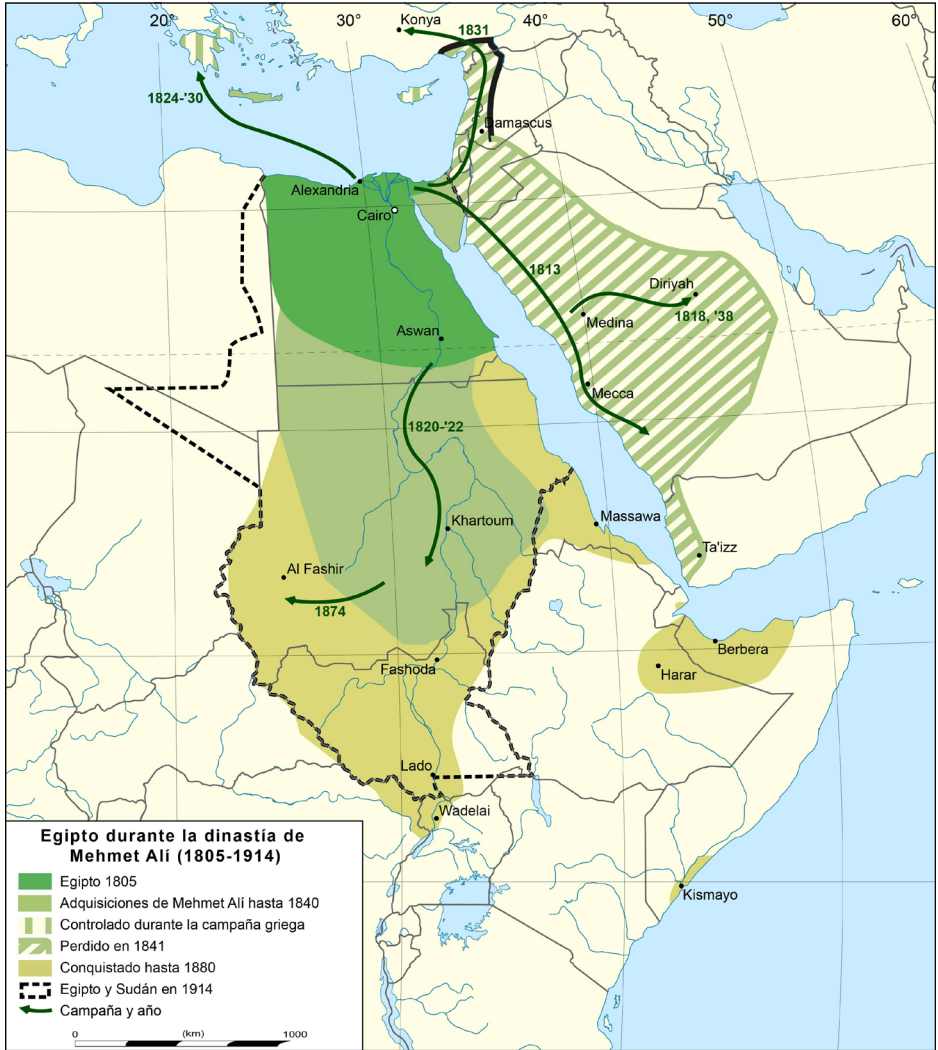 20°
30°
Konya
1831
40°
50°
60°
1824-'30
Damascus
Alexandria
Cairo
1813
Diriyah
1818, '38
Medina
Aswan
Mecca
1820-'22
Khartoum
Massawa
Ta'izz
Al Fashir
1874
Berbera
Fashoda
Harar
Lado
Wadelai
Kismayo
Egipto durante la dinastía de
Mehmet Alí (1805-1914)
Egipto 1805
Adquisiciones de Mehmet Alí hasta 1840
Controlado durante la campaña griega
Perdido en 1841
Conquistado hasta 1880
Egipto y Sudán en 1914
Campaña y año
0 (km) 1000